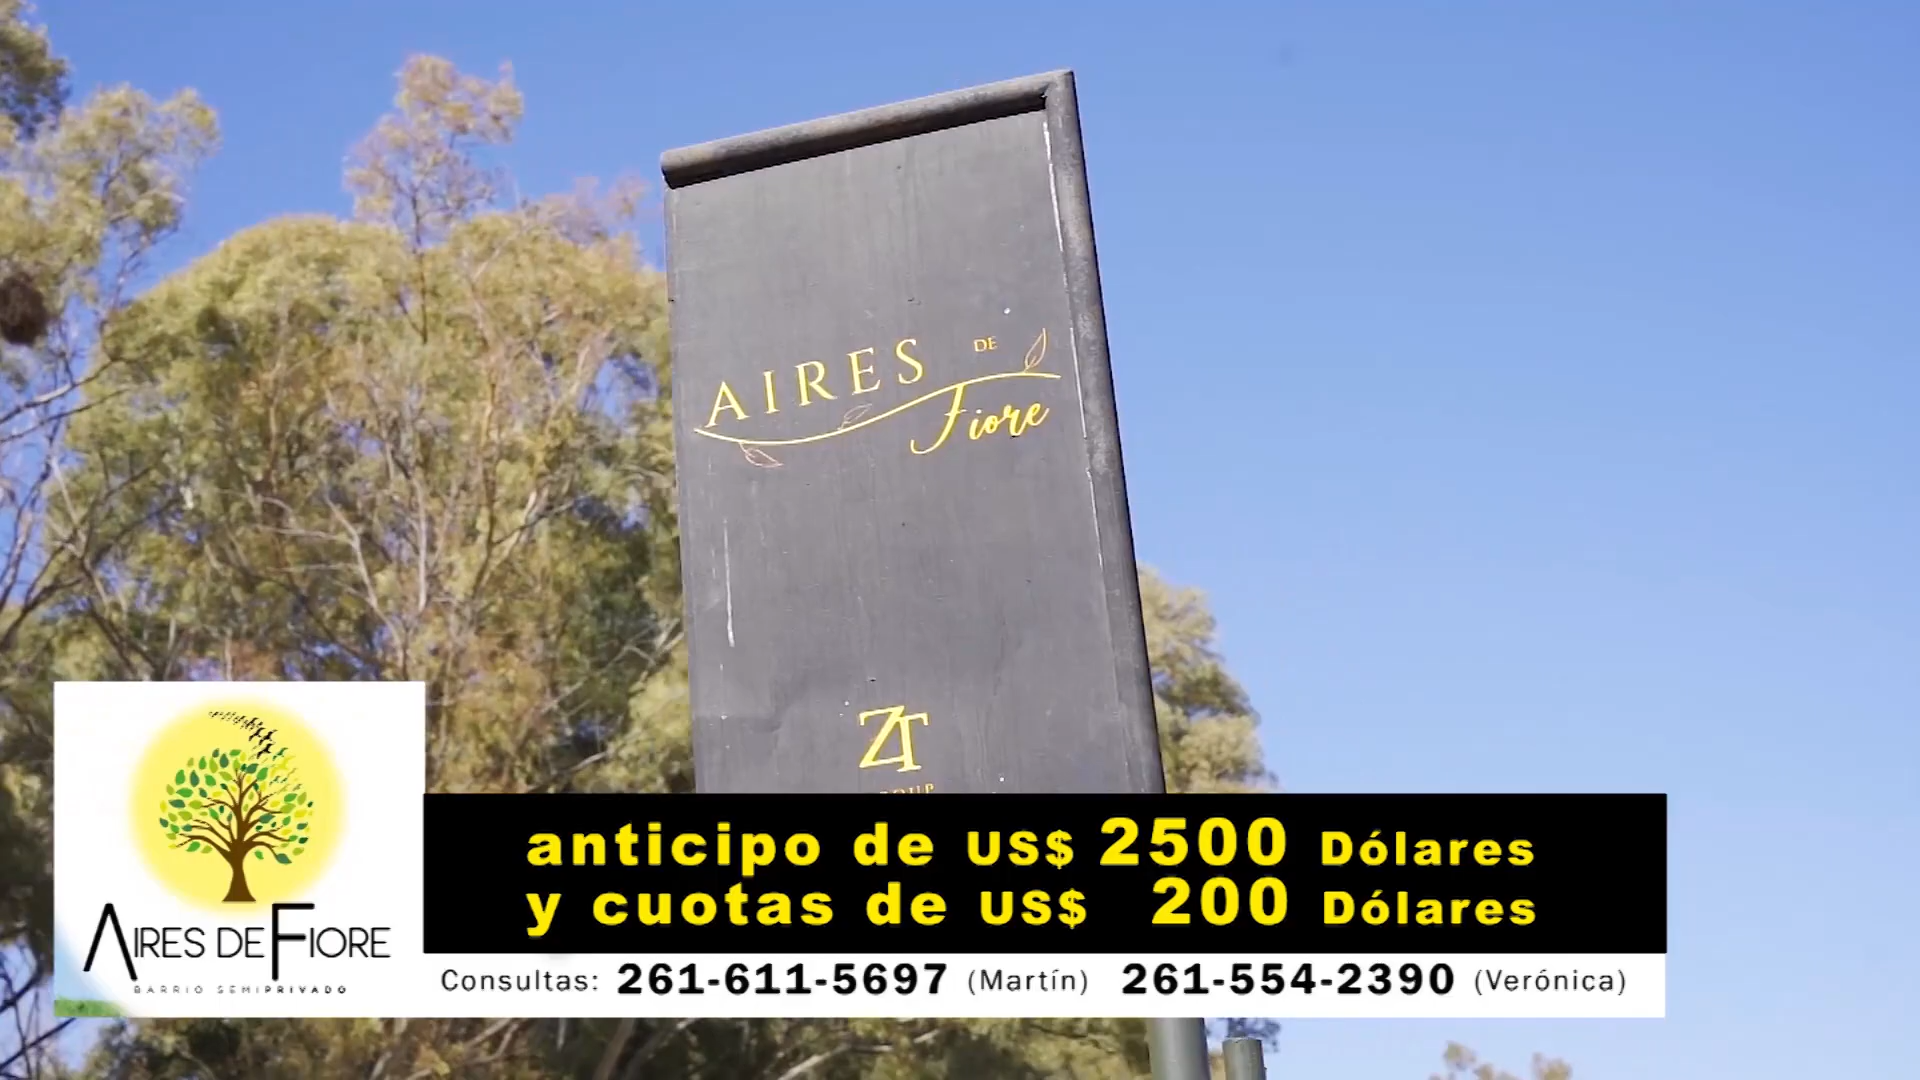 AIRES DE
Fiore
ZT
AIRES DE FIORE
BARRIO SEMIPRIVADO
anticipo de US$ 2500 Dólares
y cuotas de US$ 200 Dólares
Consultas: 261-611-5697 (Martín) 261-554-2390 (Verónica)